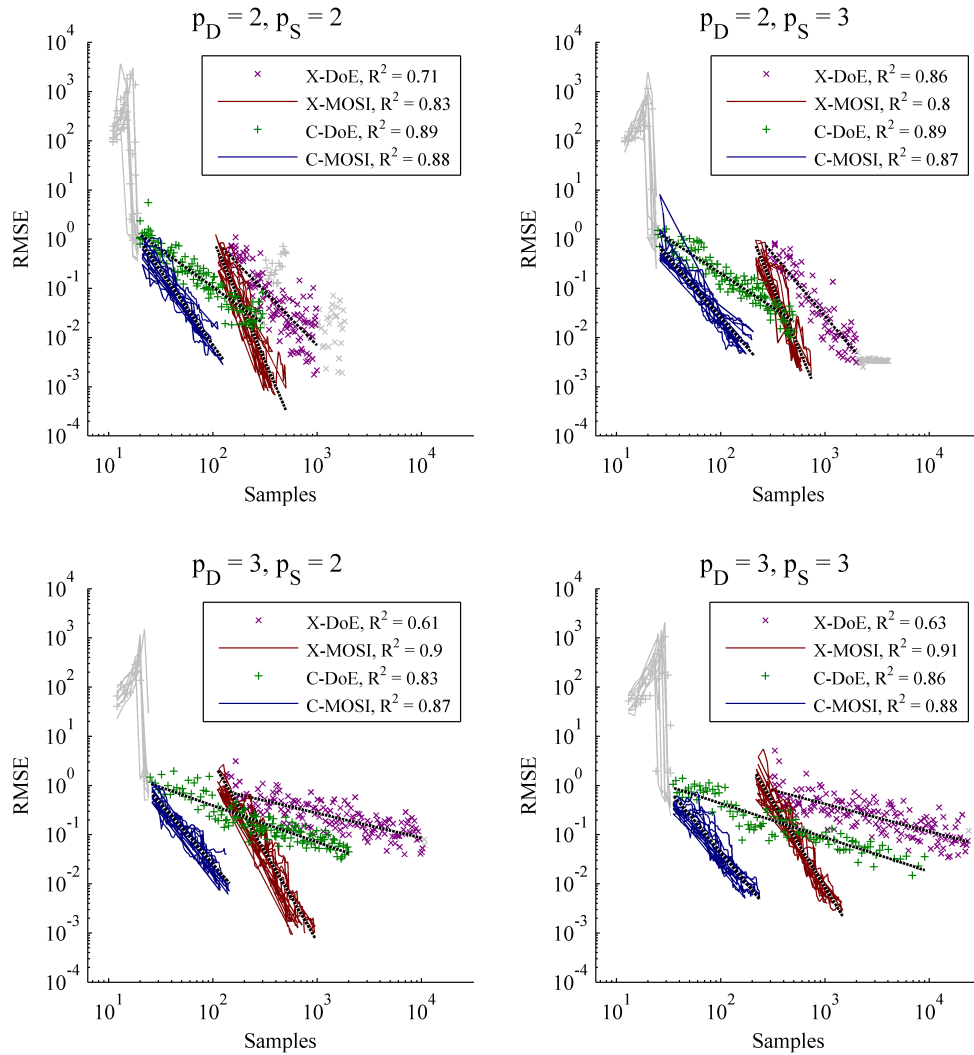 p_D = 2, p_S = 2
10^4
10^3
10^2
10^1
10^0
10^-1
10^-2
10^-3
10^-4
RMSE
X-DoE, R^2 = 0.71
X-MOSI, R^2 = 0.83
C-DoE, R^2 = 0.89
C-MOSI, R^2 = 0.88
10^1
10^2
10^3
10^4
Samples
p_D = 2, p_S = 3
10^4
10^3
10^2
10^1
10^0
10^-1
10^-2
10^-3
10^-4
RMSE
X-DoE, R^2 = 0.86
X-MOSI, R^2 = 0.8
C-DoE, R^2 = 0.89
C-MOSI, R^2 = 0.87
10^1
10^2
10^3
10^4
Samples
p_D = 3, p_S = 2
10^4
10^3
10^2
10^1
10^0
10^-1
10^-2
10^-3
10^-4
RMSE
X-DoE, R^2 = 0.61
X-MOSI, R^2 = 0.9
C-DoE, R^2 = 0.83
C-MOSI, R^2 = 0.87
10^1
10^2
10^3
10^4
Samples
p_D = 3, p_S = 3
10^4
10^3
10^2
10^1
10^0
10^-1
10^-2
10^-3
10^-4
RMSE
X-DoE, R^2 = 0.63
X-MOSI, R^2 = 0.91
C-DoE, R^2 = 0.86
C-MOSI, R^2 = 0.88
10^1
10^2
10^3
10^4
Samples